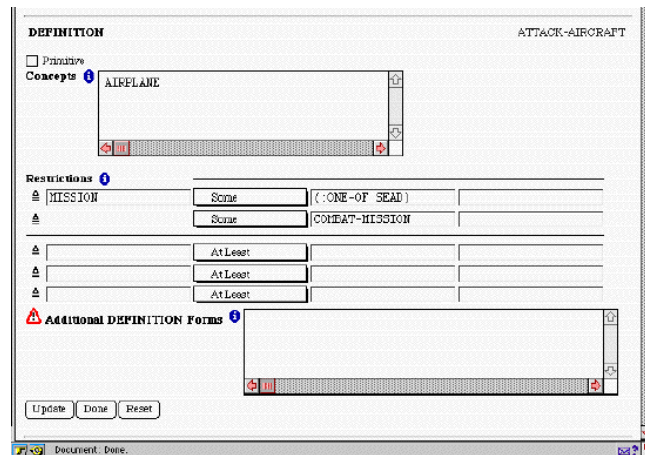 DEFINITION ATTACK-AIRCRAFT
Primitive
Concepts i AIRPLANE
Restrictions i
MISSION Some (:ONE-OF SEAD)
Some COMBAT-MISSION
At Least
At Least
At Least
Additional DEFINITION Forms i
Update Done Reset
Document: Done. ?